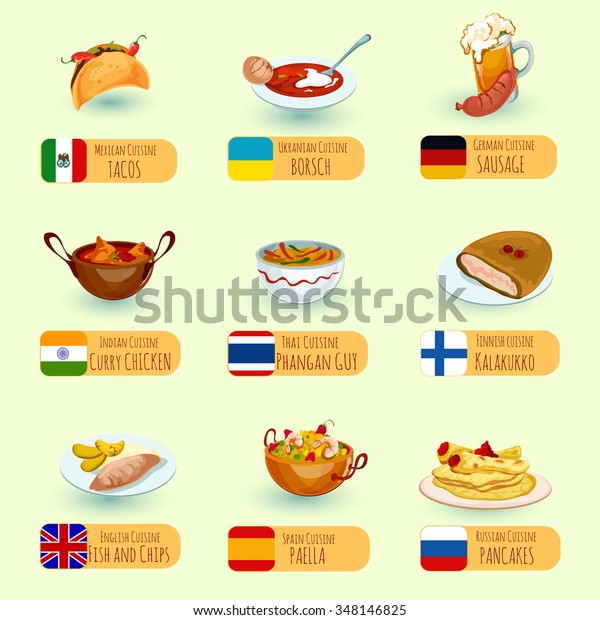 Mexican Cuisine
TACOS
Ukranian Cuisine
BORSCH
German Cuisine
SAUSAGE
Indian Cuisine
Curry CHICKEN
Thai Cuisine
Phangan GUY
Finnish cuisine
Kalakukko
English Cuisine
Fish and Chips
Spain Cuisine
PAELLA
Russian Cuisine
PANCAKES
shutterstock
www.shutterstock.com · 348146825